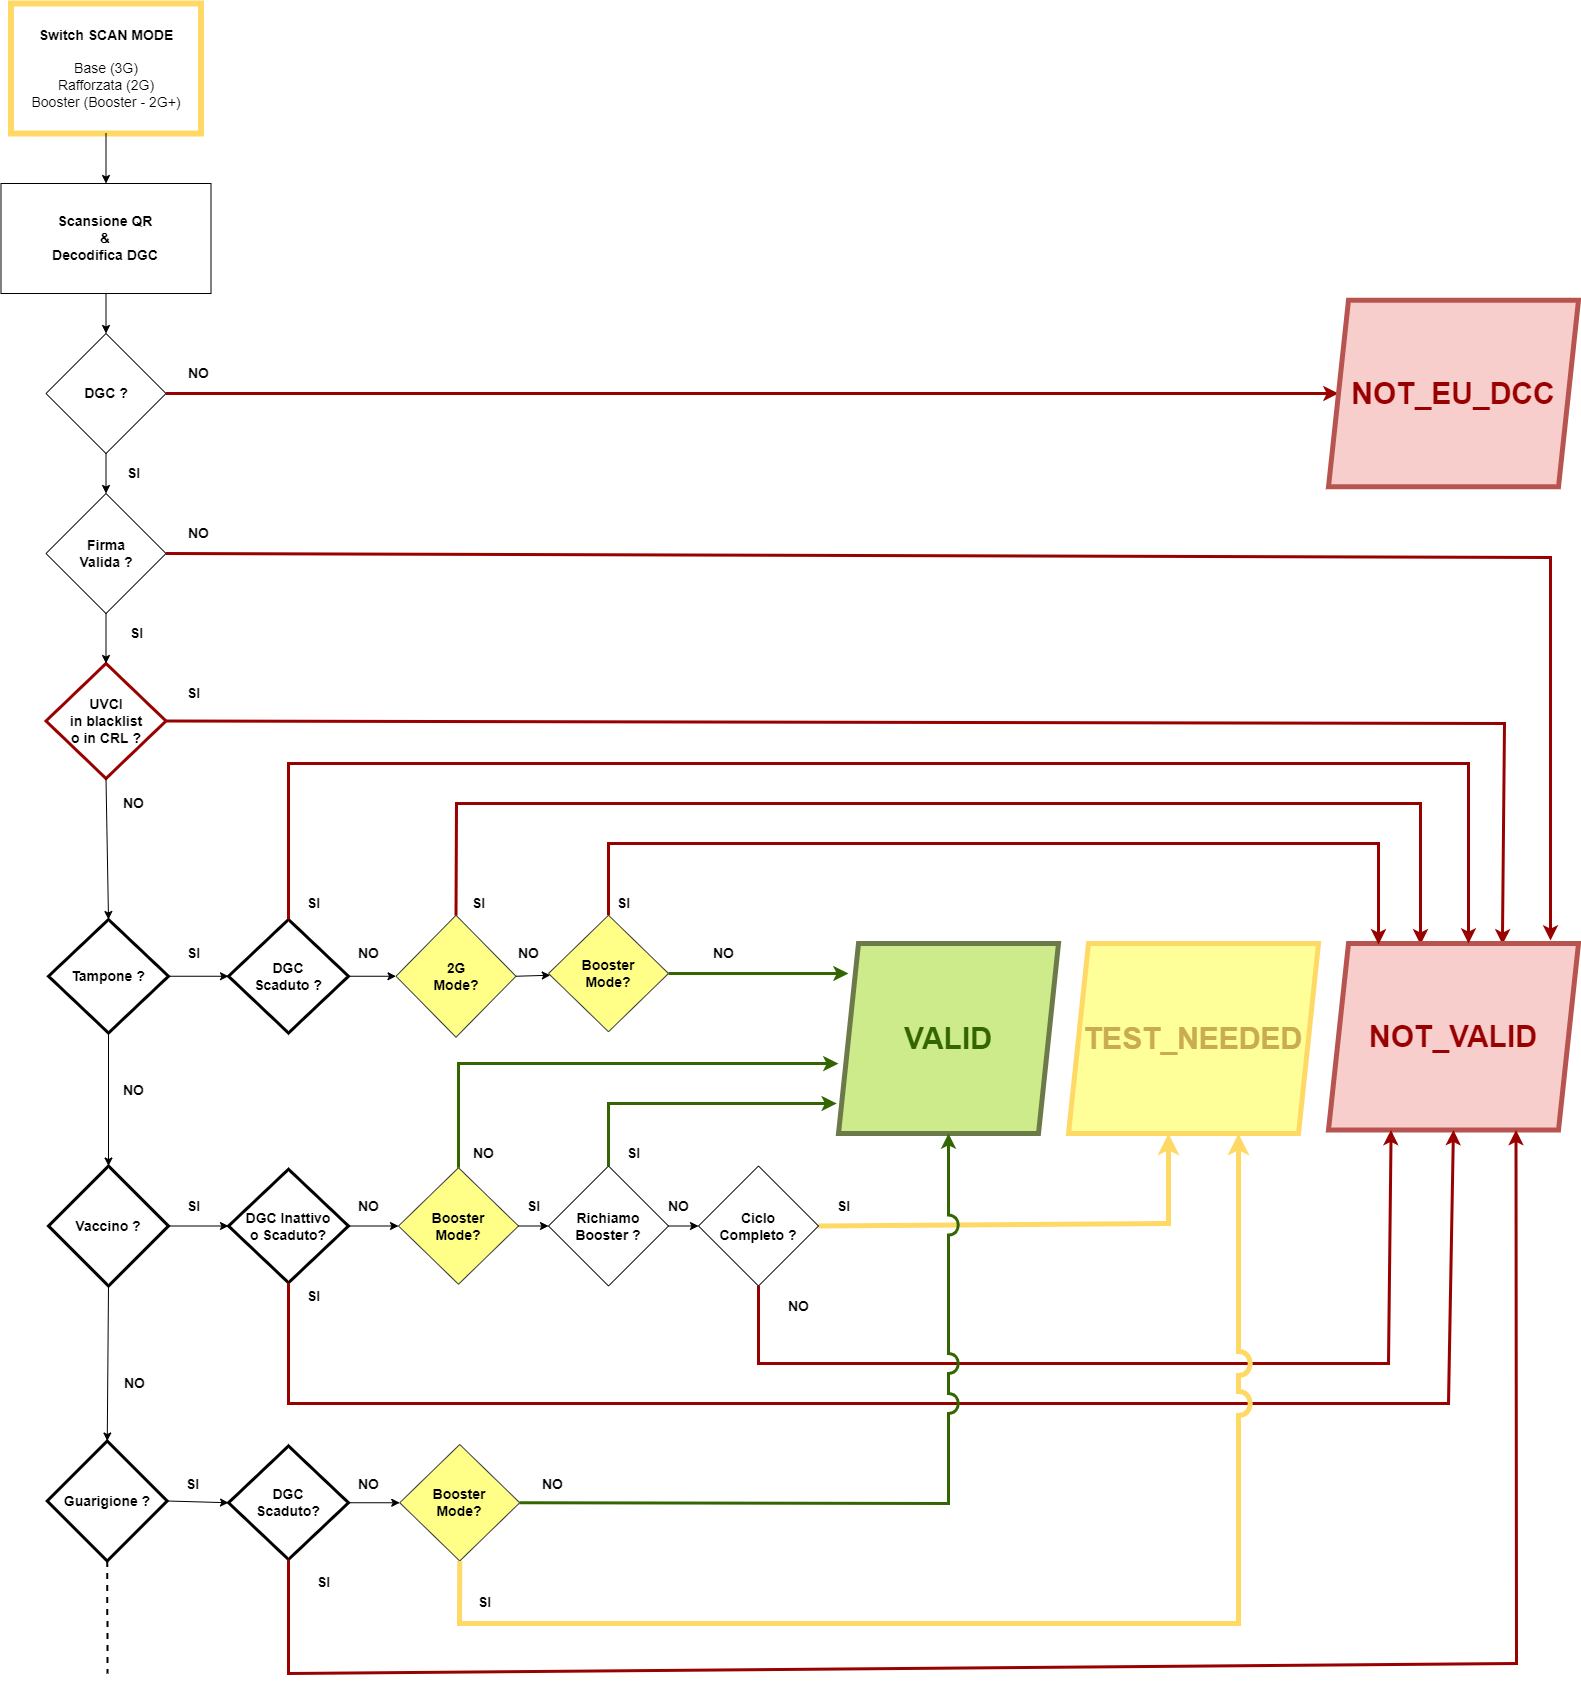 Switch SCAN MODE
Base (3G)
Rafforzata (2G)
Booster (Booster - 2G+)
Scansione QR
&
Decodifica DGC
DGC ?
NO
NOT_EU_DCC
SI
Firma
Valida ?
NO
SI
UVCI
in blacklist
o in CRL ?
SI
NO
Tampone ?
SI
DGC
Scaduto ?
SI
NO
2G
Mode?
SI
NO
Booster
Mode?
SI
NO
VALID
TEST_NEEDED
NOT_VALID
NO
Vaccino ?
SI
DGC Inattivo
o Scaduto?
SI
NO
Booster
Mode?
NO
SI
Richiamo
Booster ?
SI
NO
Ciclo
Completo ?
SI
NO
NO
Guarigione ?
SI
DGC
Scaduto?
SI
NO
Booster
Mode?
NO
SI